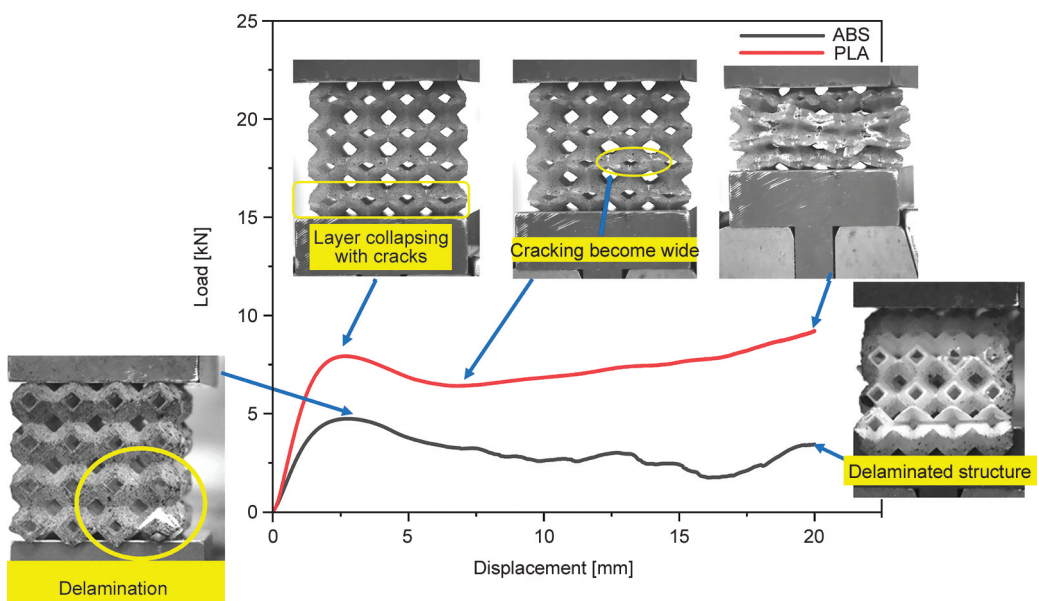 25
20
15
10
5
0
Load [kN]
ABS
PLA
Layer collapsing
with cracks
Cracking become wide
Delaminated structure
Delamination
0
5
10
15
20
Displacement [mm]